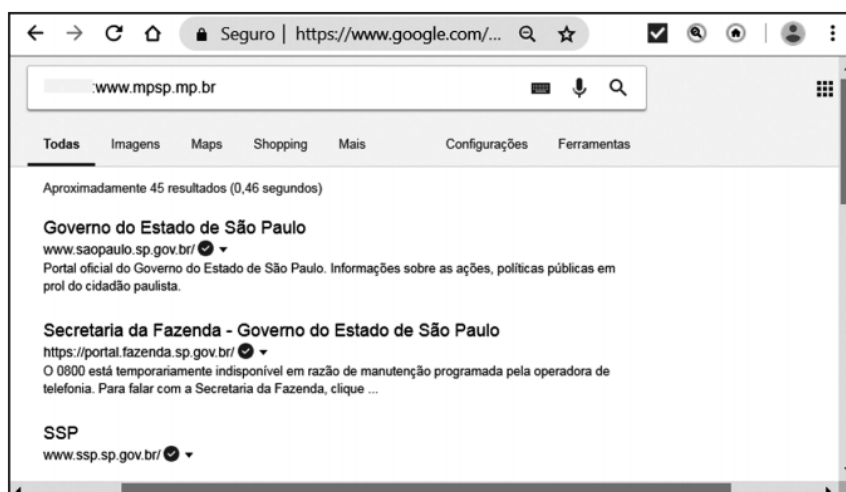 Seguro | https://www.google.com/...
:www.mpsp.mp.br
Todas Imagens Maps Shopping Mais Configurações Ferramentas
Aproximadamente 45 resultados (0,46 segundos)
Governo do Estado de São Paulo
www.saopaulo.sp.gov.br/
Portal oficial do Governo do Estado de São Paulo. Informações sobre as ações, políticas públicas em
prol do cidadão paulista.
Secretaria da Fazenda - Governo do Estado de São Paulo
https://portal.fazenda.sp.gov.br/
O 0800 está temporariamente indisponível em razão de manutenção programada pela operadora de
telefonia. Para falar com a Secretaria da Fazenda, clique ...
SSP
www.ssp.sp.gov.br/